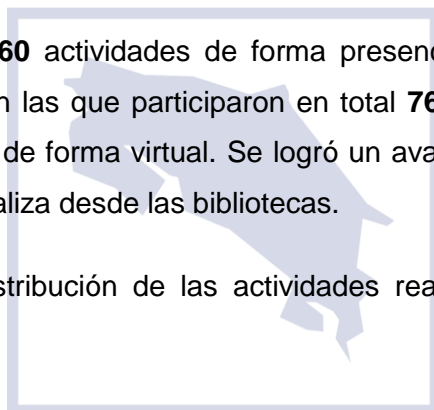 60 actividades de forma presenc
n las que participaron en total 76
de forma virtual. Se logró un ava
aliza desde las bibliotecas.
stribución de las actividades rea